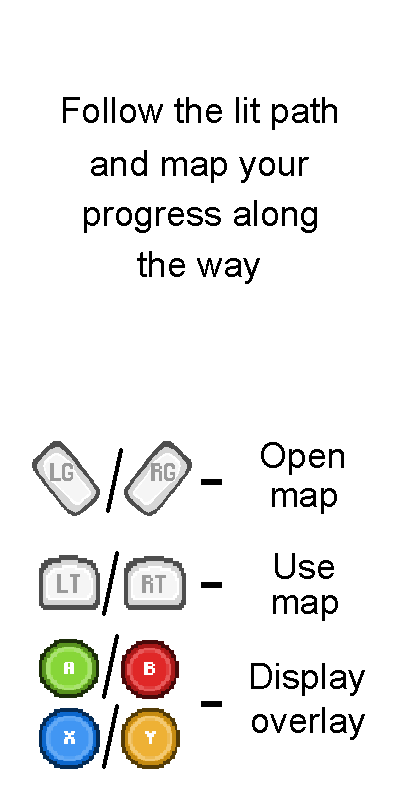 Follow the lit path
and map your
progress along
the way
LG / RG - Open
map
LT / RT - Use
map
A / B
X / Y - Display
overlay